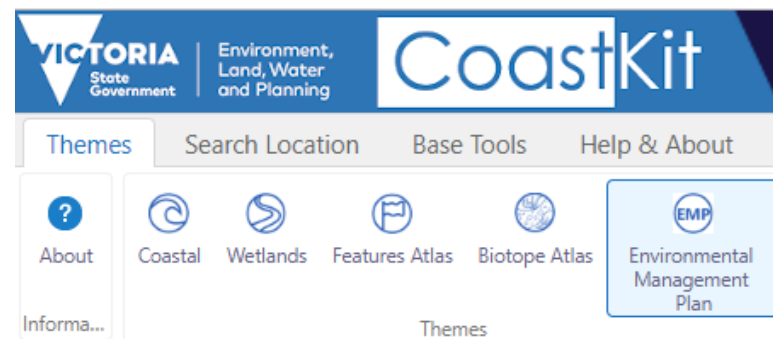 VICTORIA
State
Government
Environment,
Land, Water
and Planning
CoastKit
Themes Search Location Base Tools Help & About
?
EMP
About Coastal Wetlands Features Atlas Biotope Atlas Environmental
Management
Plan
Informa... Themes